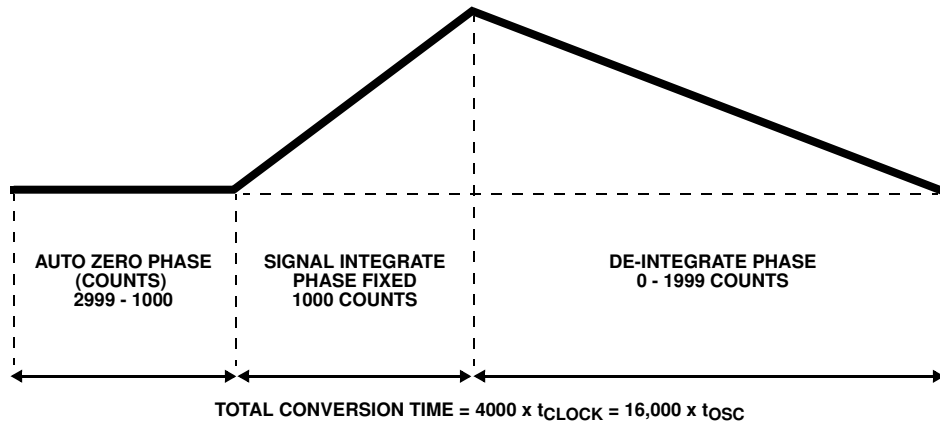 AUTO ZERO PHASE
(COUNTS)
2999 - 1000
SIGNAL INTEGRATE
PHASE FIXED
1000 COUNTS
DE-INTEGRATE PHASE
0 - 1999 COUNTS
TOTAL CONVERSION TIME = 4000 x tCLOCK = 16,000 x tOSC